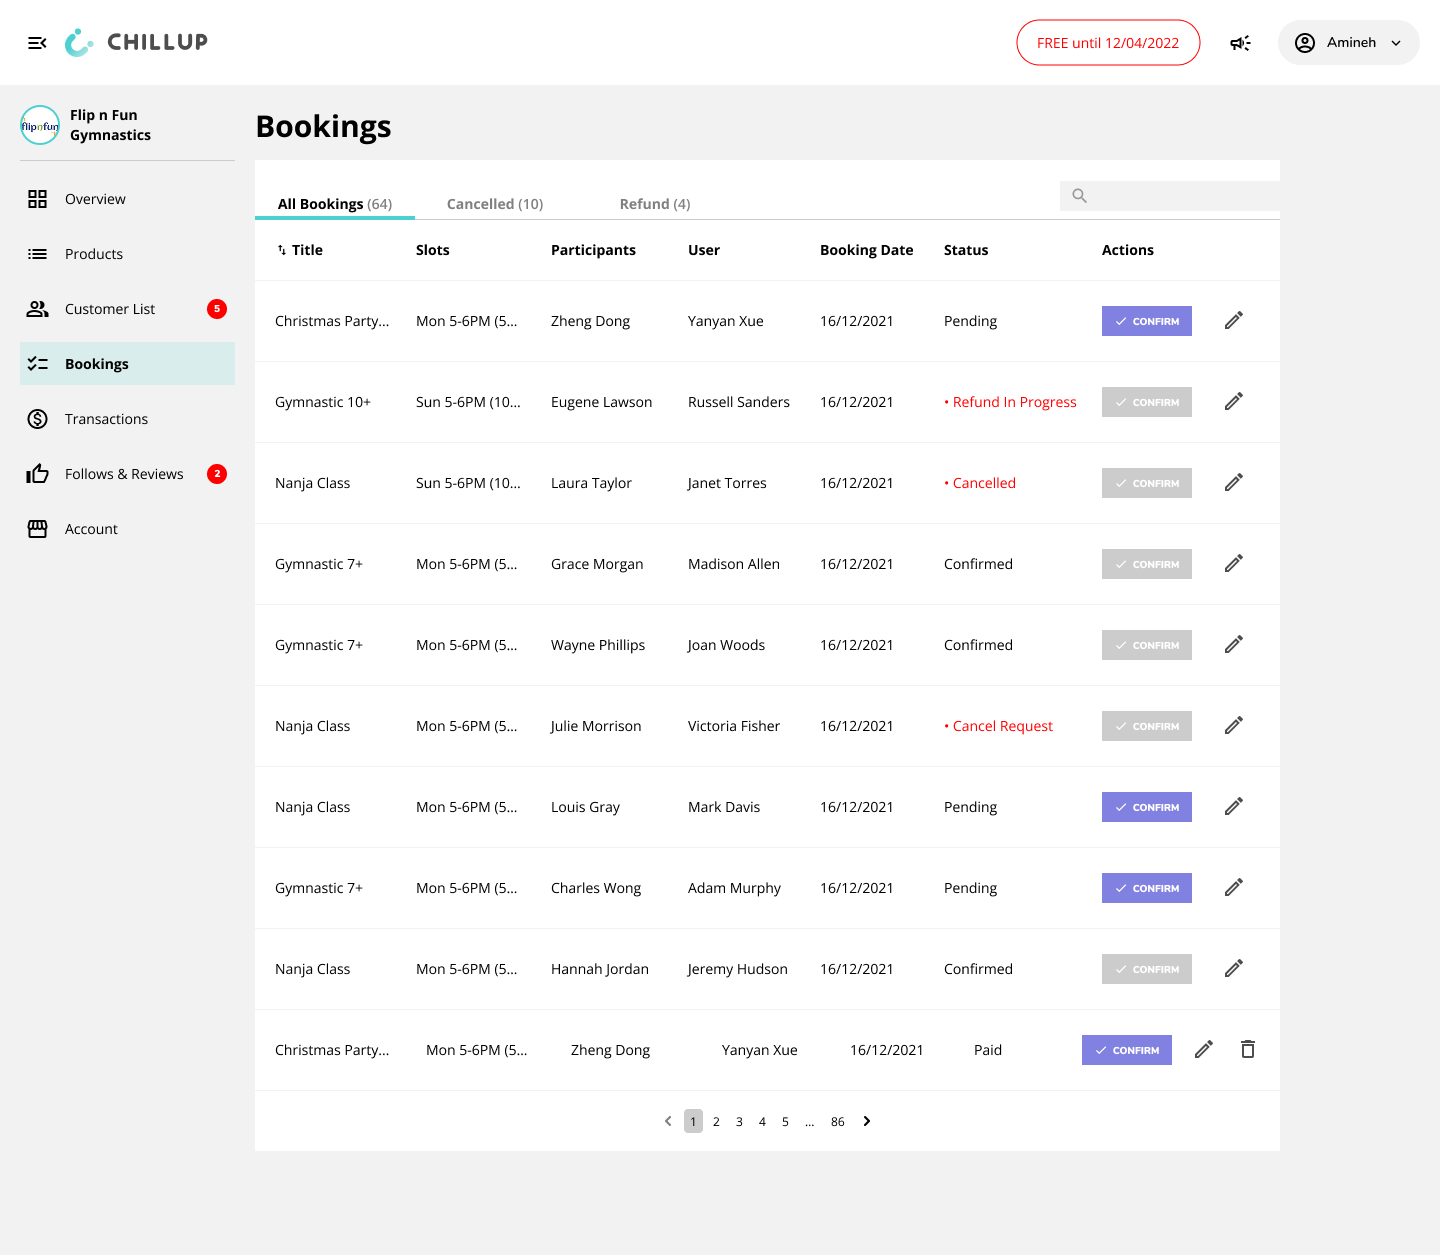 CHILLUP
FREE until 12/04/2022
Amineh
flipnfun
Flip n Fun
Gymnastics
Overview
Products
Customer List 5
Bookings
Transactions
Follows & Reviews 2
Account
Bookings
All Bookings (64) Cancelled (10) Refund (4)
Title Slots Participants User Booking Date Status Actions
Christmas Party... Mon 5-6PM (5... Zheng Dong Yanyan Xue 16/12/2021 Pending CONFIRM
Gymnastic 10+ Sun 5-6PM (10... Eugene Lawson Russell Sanders 16/12/2021 • Refund In Progress CONFIRM
Nanja Class Sun 5-6PM (10... Laura Taylor Janet Torres 16/12/2021 • Cancelled CONFIRM
Gymnastic 7+ Mon 5-6PM (5... Grace Morgan Madison Allen 16/12/2021 Confirmed CONFIRM
Gymnastic 7+ Mon 5-6PM (5... Wayne Phillips Joan Woods 16/12/2021 Confirmed CONFIRM
Nanja Class Mon 5-6PM (5... Julie Morrison Victoria Fisher 16/12/2021 • Cancel Request CONFIRM
Nanja Class Mon 5-6PM (5... Louis Gray Mark Davis 16/12/2021 Pending CONFIRM
Gymnastic 7+ Mon 5-6PM (5... Charles Wong Adam Murphy 16/12/2021 Pending CONFIRM
Nanja Class Mon 5-6PM (5... Hannah Jordan Jeremy Hudson 16/12/2021 Confirmed CONFIRM
Christmas Party... Mon 5-6PM (5... Zheng Dong Yanyan Xue 16/12/2021 Paid CONFIRM
1 2 3 4 5 ... 86